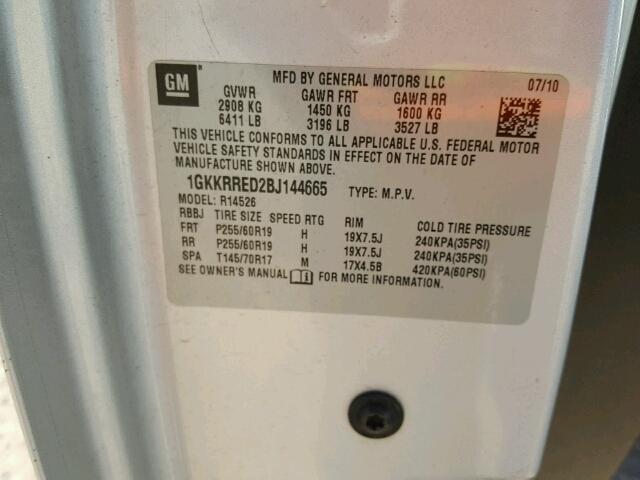 GM ® MFD BY GENERAL MOTORS LLC 07/10
GVWR GAWR FRT GAWR RR
2908 KG 1450 KG 1600 KG
6411 LB 3196 LB 3527 LB
THIS VEHICLE CONFORMS TO ALL APPLICABLE U.S. FEDERAL MOTOR
VEHICLE SAFETY STANDARDS IN EFFECT ON THE DATE OF
MANUFACTURE SHOWN ABOVE.
1GKKRRED2BJ144665 TYPE: M.P.V.
MODEL: R14526
RBBJ TIRE SIZE SPEED RTG RIM COLD TIRE PRESSURE
FRT P255/60R19 H 19X7.5J 240KPA(35PSI)
RR P255/60R19 H 19X7.5J 240KPA(35PSI)
SPA T145/70R17 M 17X4.5B 420KPA(60PSI)
SEE OWNER'S MANUAL i FOR MORE INFORMATION.